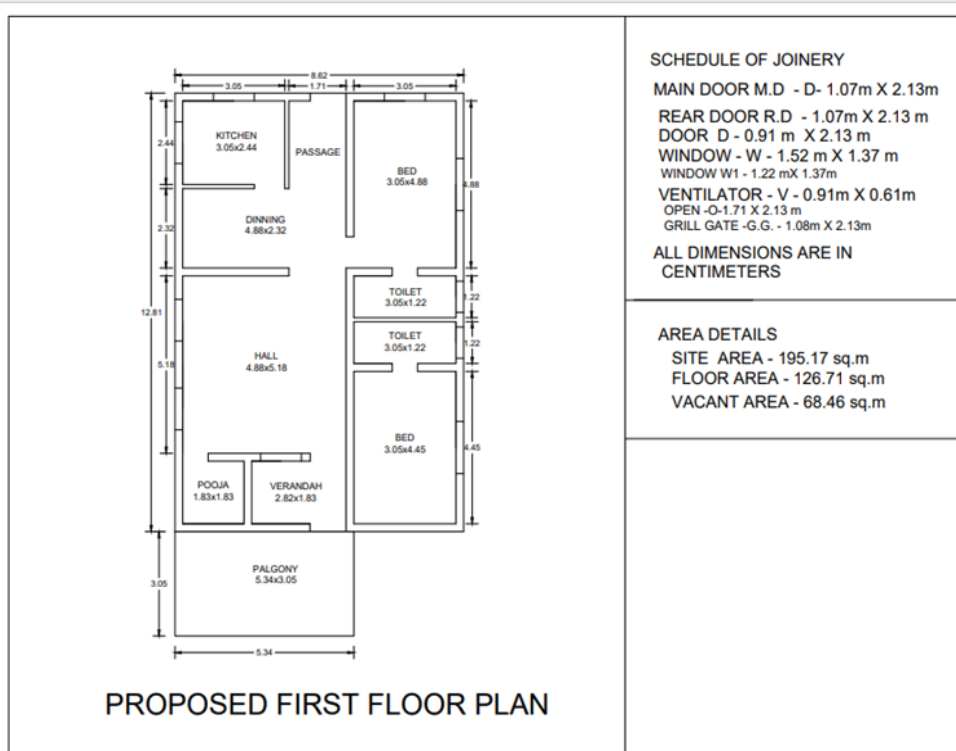 8.62
3.05
1.71
3.05
KITCHEN
3.05x2.44
2.44
PASSAGE
BED
3.05x4.88
4.88
DINNING
4.88x2.32
2.32
TOILET
3.05x1.22
1.22
12.81
TOILET
3.05x1.22
1.22
HALL
4.88x5.18
5.18
BED
3.05x4.45
4.45
POOJA
1.83x1.83
VERANDAH
2.82x1.83
PALGONY
5.34x3.05
3.05
5.34
PROPOSED FIRST FLOOR PLAN
SCHEDULE OF JOINERY
MAIN DOOR M.D - D- 1.07m X 2.13m
REAR DOOR R.D - 1.07m X 2.13 m
DOOR D - 0.91 m X 2.13 m
WINDOW - W - 1.52 m X 1.37 m
WINDOW W1 - 1.22 mX 1.37m
VENTILATOR - V - 0.91m X 0.61m
OPEN -O-1.71 X 2.13 m
GRILL GATE -G.G. - 1.08m X 2.13m
ALL DIMENSIONS ARE IN
CENTIMETERS
AREA DETAILS
SITE AREA - 195.17 sq.m
FLOOR AREA - 126.71 sq.m
VACANT AREA - 68.46 sq.m